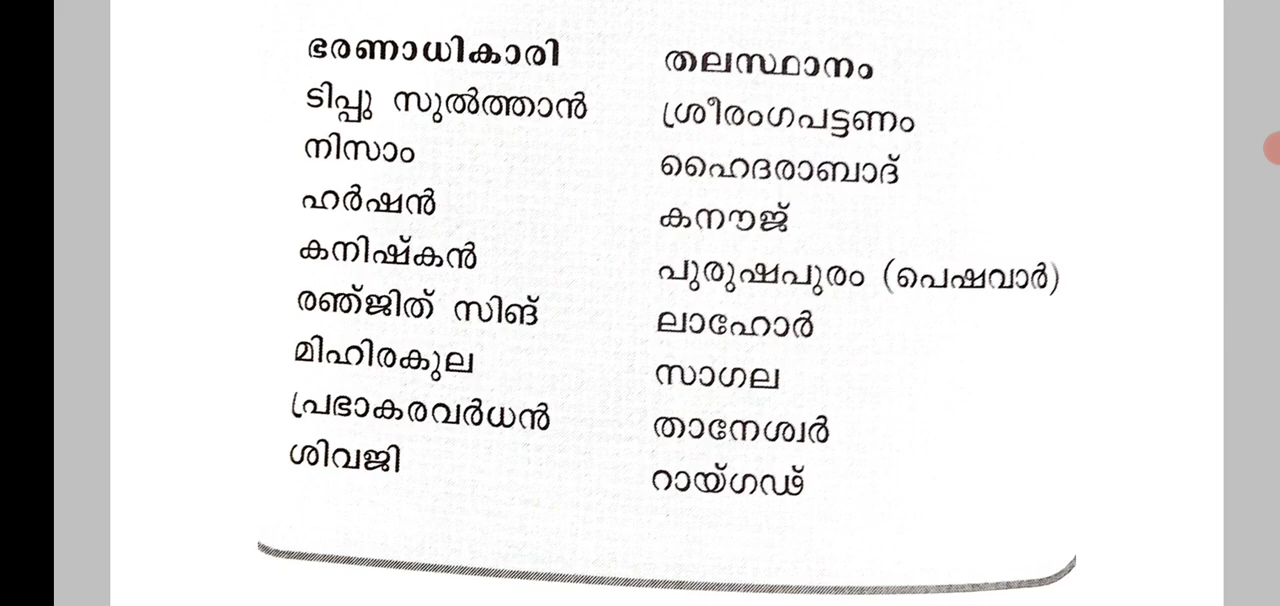 ഭരണാധികാരി തലസ്ഥാനം
ടിപ്പു സുൽത്താൻ ശ്രീരംഗപട്ടണം
നിസാം ഹൈദരാബാദ്
ഹർഷൻ കനൗജ്
കനിഷ്കൻ പുരുഷപുരം (പെഷവാർ)
രഞ്ജിത് സിങ് ലാഹോർ
മിഹിരകുല സാഗല
പ്രഭാകരവർധൻ താനേശ്വർ
ശിവജി റായ്ഗഢ്